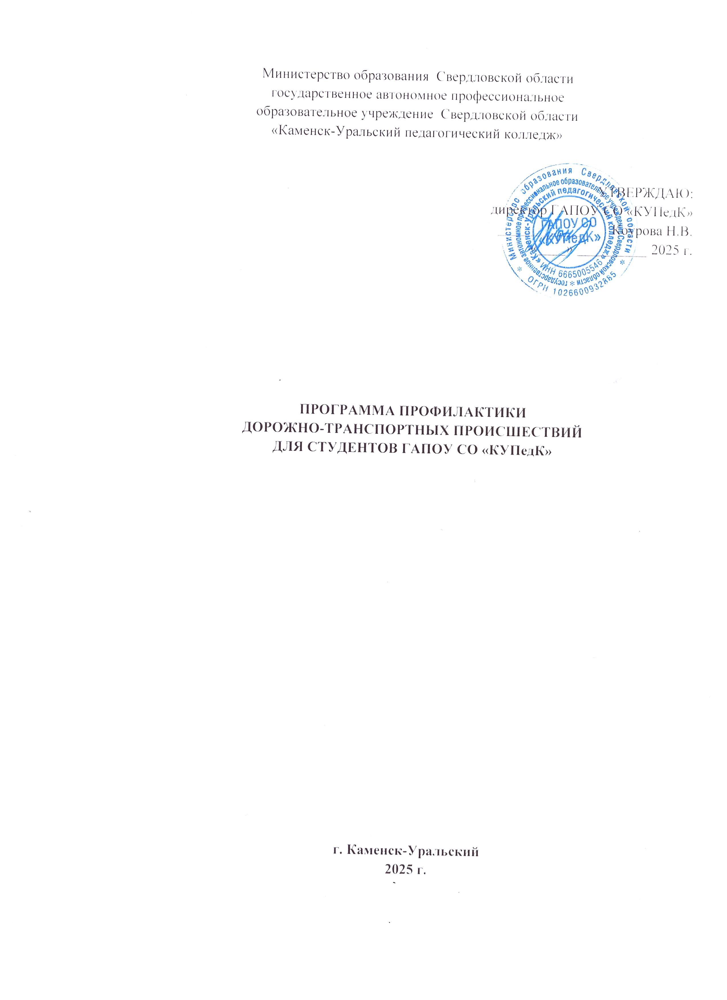 Министерство образования Свердловской области
государственное автономное профессиональное
образовательное учреждение Свердловской области
«Каменск-Уральский педагогический колледж»
УТВЕРЖДАЮ:
директор ГАПОУ СО «КУПедК»
Коурова Н.В.
«____» __________ 2025 г.
Министерство образования Свердловской области
ОГРН 1026600932885
государственное автономное профессиональное образовательное учреждение Свердловской области
«Каменск-Уральский педагогический колледж»
ИНН 6665005546
ГАПОУ СО
«КУПедК»
ПРОГРАММА ПРОФИЛАКТИКИ
ДОРОЖНО-ТРАНСПОРТНЫХ ПРОИСШЕСТВИЙ
ДЛЯ СТУДЕНТОВ ГАПОУ СО «КУПедК»
г. Каменск-Уральский
2025 г.